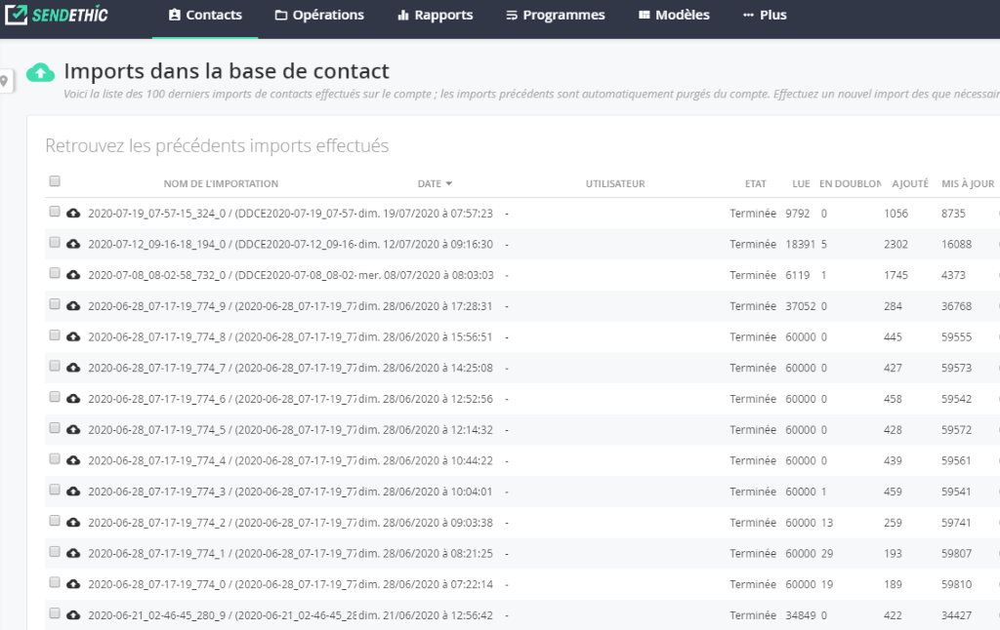 SENDETHIC Contacts Opérations Rapports Programmes Modèles Plus
Imports dans la base de contact
Voici la liste des 100 derniers imports de contacts effectués sur le compte ; les imports précédents sont automatiquement purgés du compte. Effectuez un nouvel import des que nécessair
Retrouvez les précédents imports effectués
NOM DE L'IMPORTATION DATE UTILISATEUR ETAT LUE EN DOUBLON AJOUTÉ MIS À JOUR
2020-07-19_07-57-15_324_0 / (DDCE2020-07-19_07-57- dim. 19/07/2020 à 07:57:23 - Terminée 9792 0 1056 8735
2020-07-12_09-16-18_194_0 / (DDCE2020-07-12_09-16- dim. 12/07/2020 à 09:16:30 - Terminée 18391 5 2302 16088
2020-07-08_08-02-58_732_0 / (DDCE2020-07-08_08-02- mer. 08/07/2020 à 08:03:03 - Terminée 6119 1 1745 4373
2020-06-28_07-17-19_774_9 / (2020-06-28_07-17-19_77 dim. 28/06/2020 à 17:28:31 - Terminée 37052 0 284 36768
2020-06-28_07-17-19_774_8 / (2020-06-28_07-17-19_77 dim. 28/06/2020 à 15:56:51 - Terminée 60000 0 445 59555
2020-06-28_07-17-19_774_7 / (2020-06-28_07-17-19_77 dim. 28/06/2020 à 14:25:08 - Terminée 60000 0 427 59573
2020-06-28_07-17-19_774_6 / (2020-06-28_07-17-19_77 dim. 28/06/2020 à 12:52:56 - Terminée 60000 0 458 59542
2020-06-28_07-17-19_774_5 / (2020-06-28_07-17-19_77 dim. 28/06/2020 à 12:14:32 - Terminée 60000 0 428 59572
2020-06-28_07-17-19_774_4 / (2020-06-28_07-17-19_77 dim. 28/06/2020 à 10:44:22 - Terminée 60000 0 439 59561
2020-06-28_07-17-19_774_3 / (2020-06-28_07-17-19_77 dim. 28/06/2020 à 10:04:01 - Terminée 60000 1 459 59541
2020-06-28_07-17-19_774_2 / (2020-06-28_07-17-19_77 dim. 28/06/2020 à 09:03:38 - Terminée 60000 13 259 59741
2020-06-28_07-17-19_774_1 / (2020-06-28_07-17-19_77 dim. 28/06/2020 à 08:21:25 - Terminée 60000 29 193 59807
2020-06-28_07-17-19_774_0 / (2020-06-28_07-17-19_77 dim. 28/06/2020 à 07:22:14 - Terminée 60000 19 189 59810
2020-06-21_02-46-45_280_9 / (2020-06-21_02-46-45_28 dim. 21/06/2020 à 12:56:42 - Terminée 34849 0 422 34427